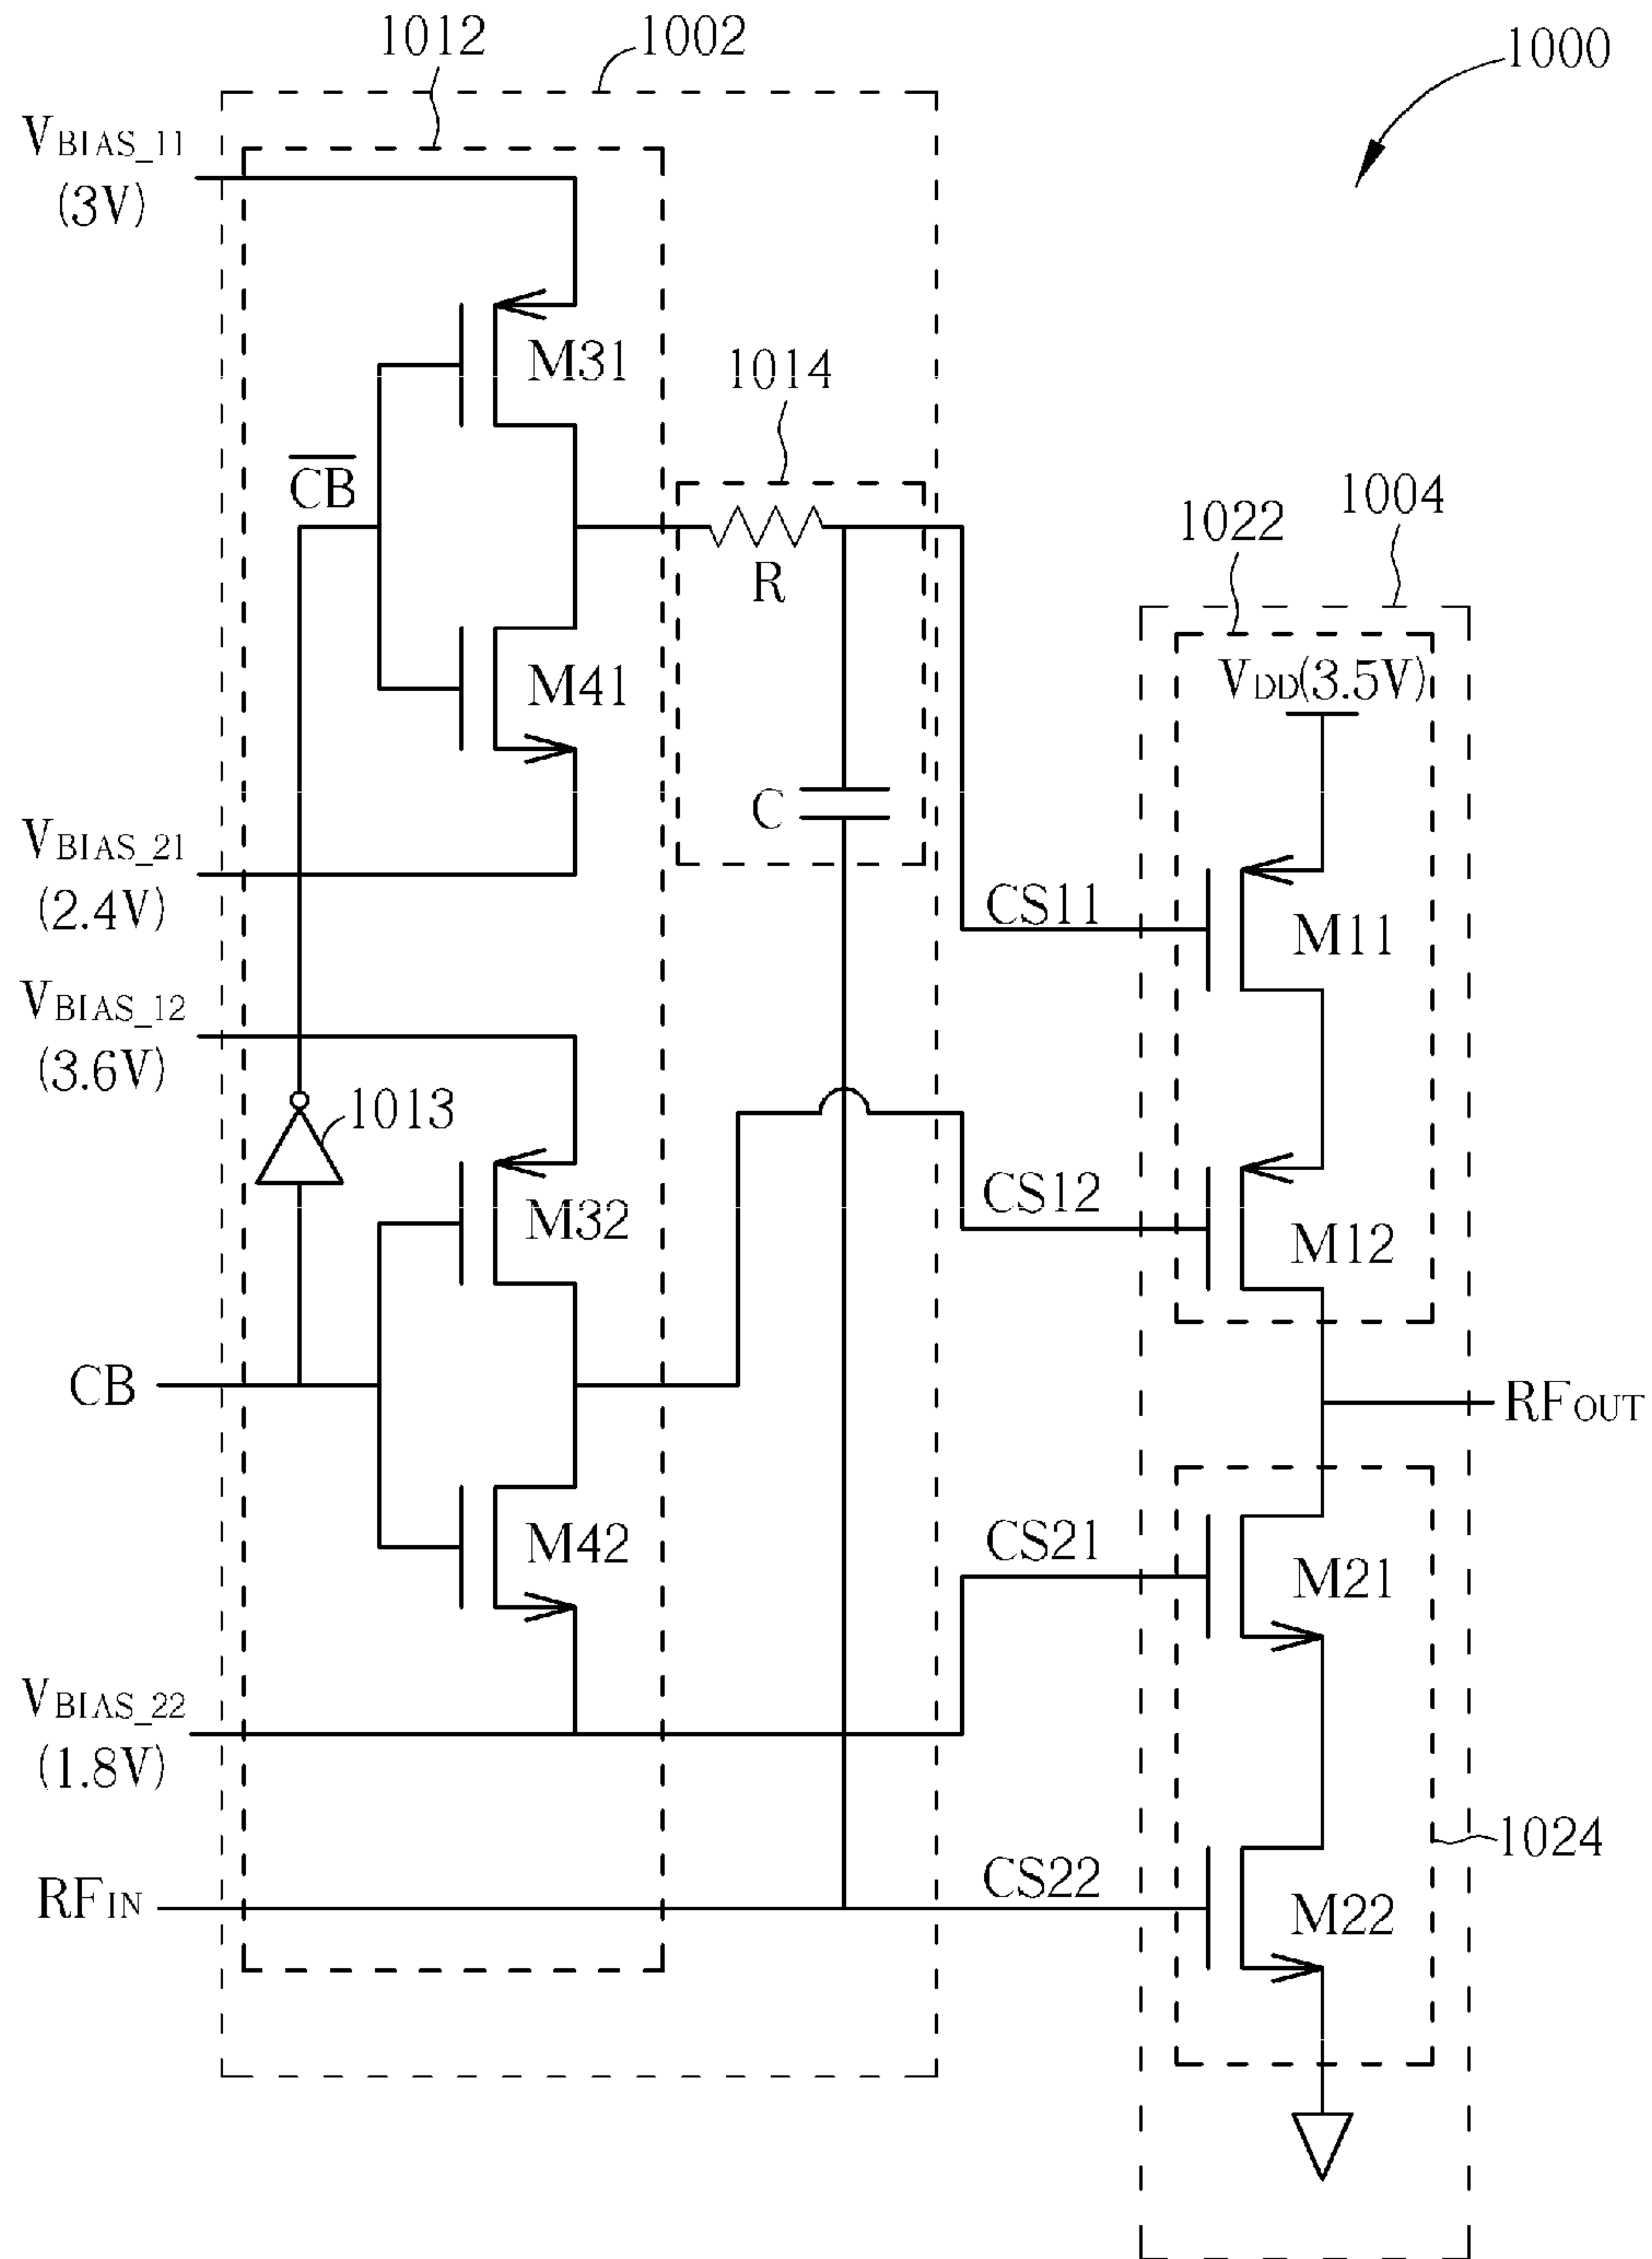 1012
1002
1000
VBIAS_11
(3V)
M31
1014
CB
R
1004
1022
VDD(3.5V)
M41
C
VBIAS_21
(2.4V)
CS11
M11
VBIAS_12
(3.6V)
1013
M32
CS12
M12
CB
RFOUT
M42
CS21
M21
VBIAS_22
(1.8V)
1024
RFIN
CS22
M22